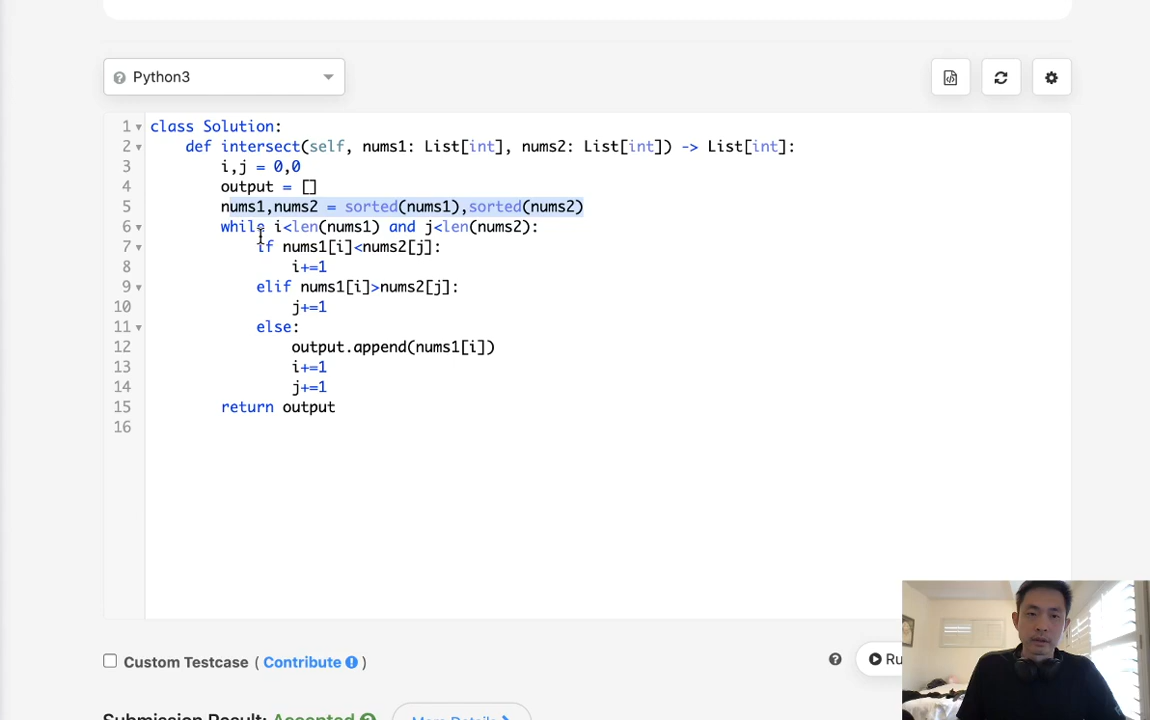 Python3
1 class Solution:
2 def intersect(self, nums1: List[int], nums2: List[int]) -> List[int]:
3 i,j = 0,0
4 output = []
5 nums1,nums2 = sorted(nums1),sorted(nums2)
6 while i<len(nums1) and j<len(nums2):
7 if nums1[i]<nums2[j]:
8 i+=1
9 elif nums1[i]>nums2[j]:
10 j+=1
11 else:
12 output.append(nums1[i])
13 i+=1
14 j+=1
15 return output
16
Custom Testcase ( Contribute )
Submission Result: Accepted More Details